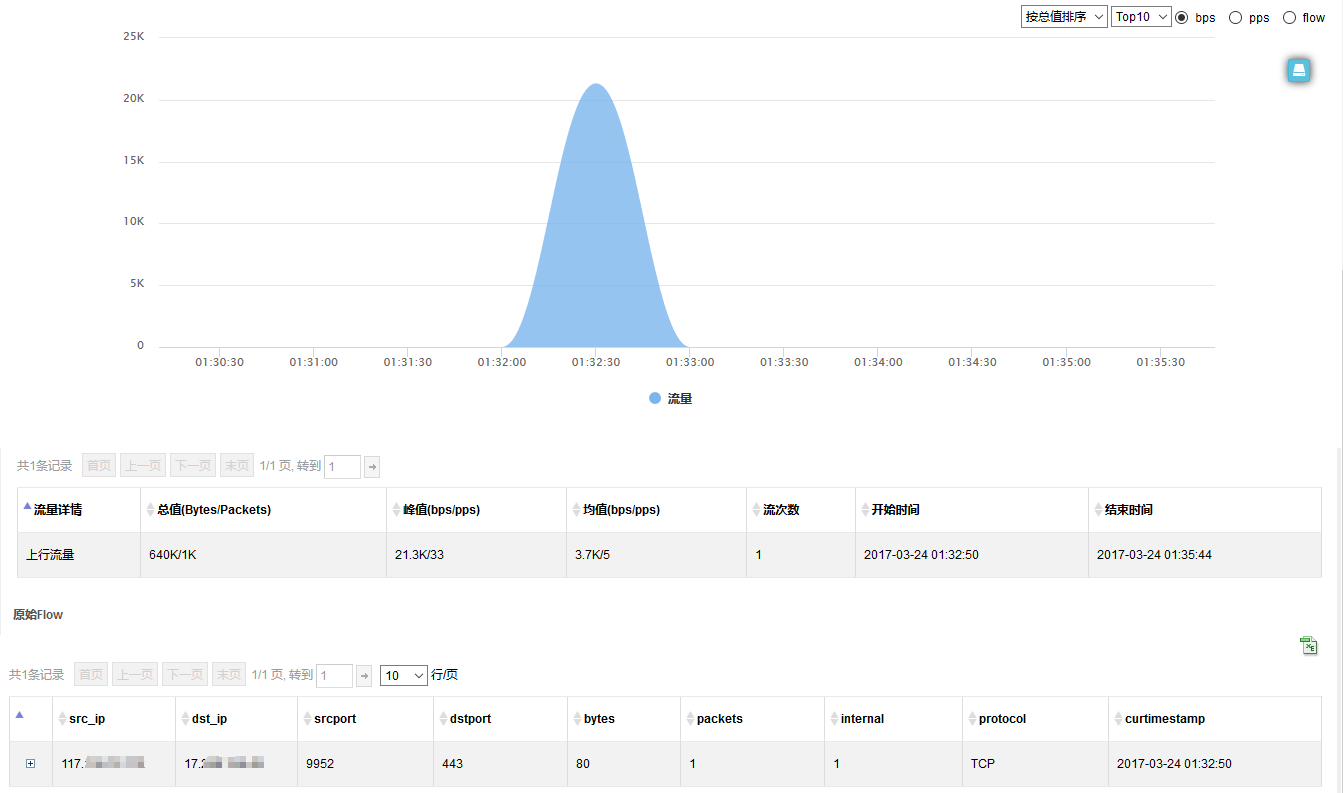 按总值排序 Top10 bps pps flow
25K
20K
15K
10K
5K
0
01:30:30 01:31:00 01:31:30 01:32:00 01:32:30 01:33:00 01:33:30 01:34:00 01:34:30 01:35:00 01:35:30
流量
共1条记录 首页 上一页 下一页 末页 1/1 页, 转到 1
流量详情 总值(Bytes/Packets) 峰值(bps/pps) 均值(bps/pps) 流次数 开始时间 结束时间
上行流量 640K/1K 21.3K/33 3.7K/5 1 2017-03-24 01:32:50 2017-03-24 01:35:44
原始Flow
共1条记录 首页 上一页 下一页 末页 1/1 页, 转到 1 10 行/页
src_ip dst_ip srcport dstport bytes packets internal protocol curtimestamp
117. 17.2 9952 443 80 1 1 TCP 2017-03-24 01:32:50